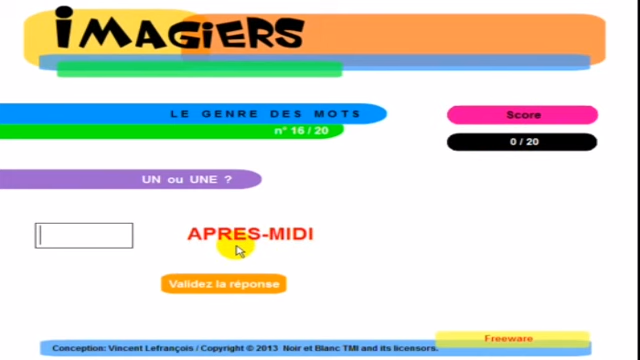 iMAGiERS
LE GENRE DES MOTS
n° 16 / 20
Score
0 / 20
UN ou UNE ?
APRES-MIDI
Validez la réponse
Freeware
Conception: Vincent Lefrançois / Copyright © 2013 Noir et Blanc TMI and its licensors.